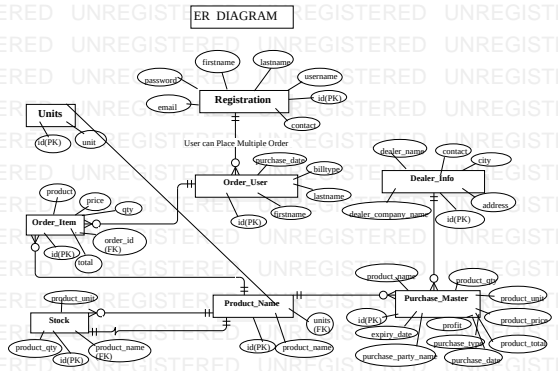 ER DIAGRAM
UNREGISTERED
firstname
lastname
password
username
email
Registration
id(PK)
contact
Units
id(PK)
unit
User can Place Multiple Order
purchase_date
billtype
Order_User
lastname
id(PK)
firstname
dealer_name
contact
city
Dealer_Info
dealer_company_name
id(PK)
address
product
price
qty
Order_Item
order_id
(FK)
id(PK)
total
product_unit
Stock
product_qty
id(PK)
product_name
(FK)
Product_Name
units
(FK)
id(PK)
product_name
product_name
product_qty
Purchase_Master
product_unit
id(PK)
product_price
expiry_date
profit
purchase_type
product_total
purchase_party_name
purchase_date